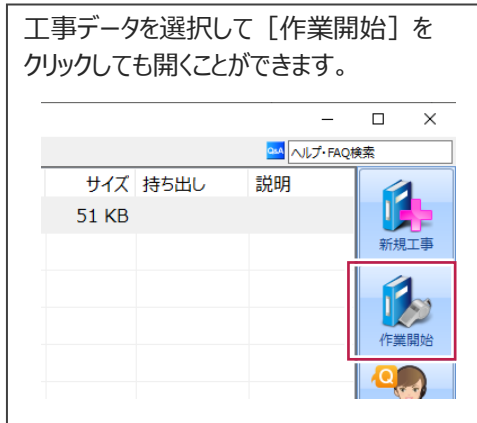 工事データを選択して［作業開始］を
クリックしても開くことができます。
Q&A ヘルプ・FAQ検索
サイズ 持ち出し 説明
51 KB
新規工事
作業開始
Q